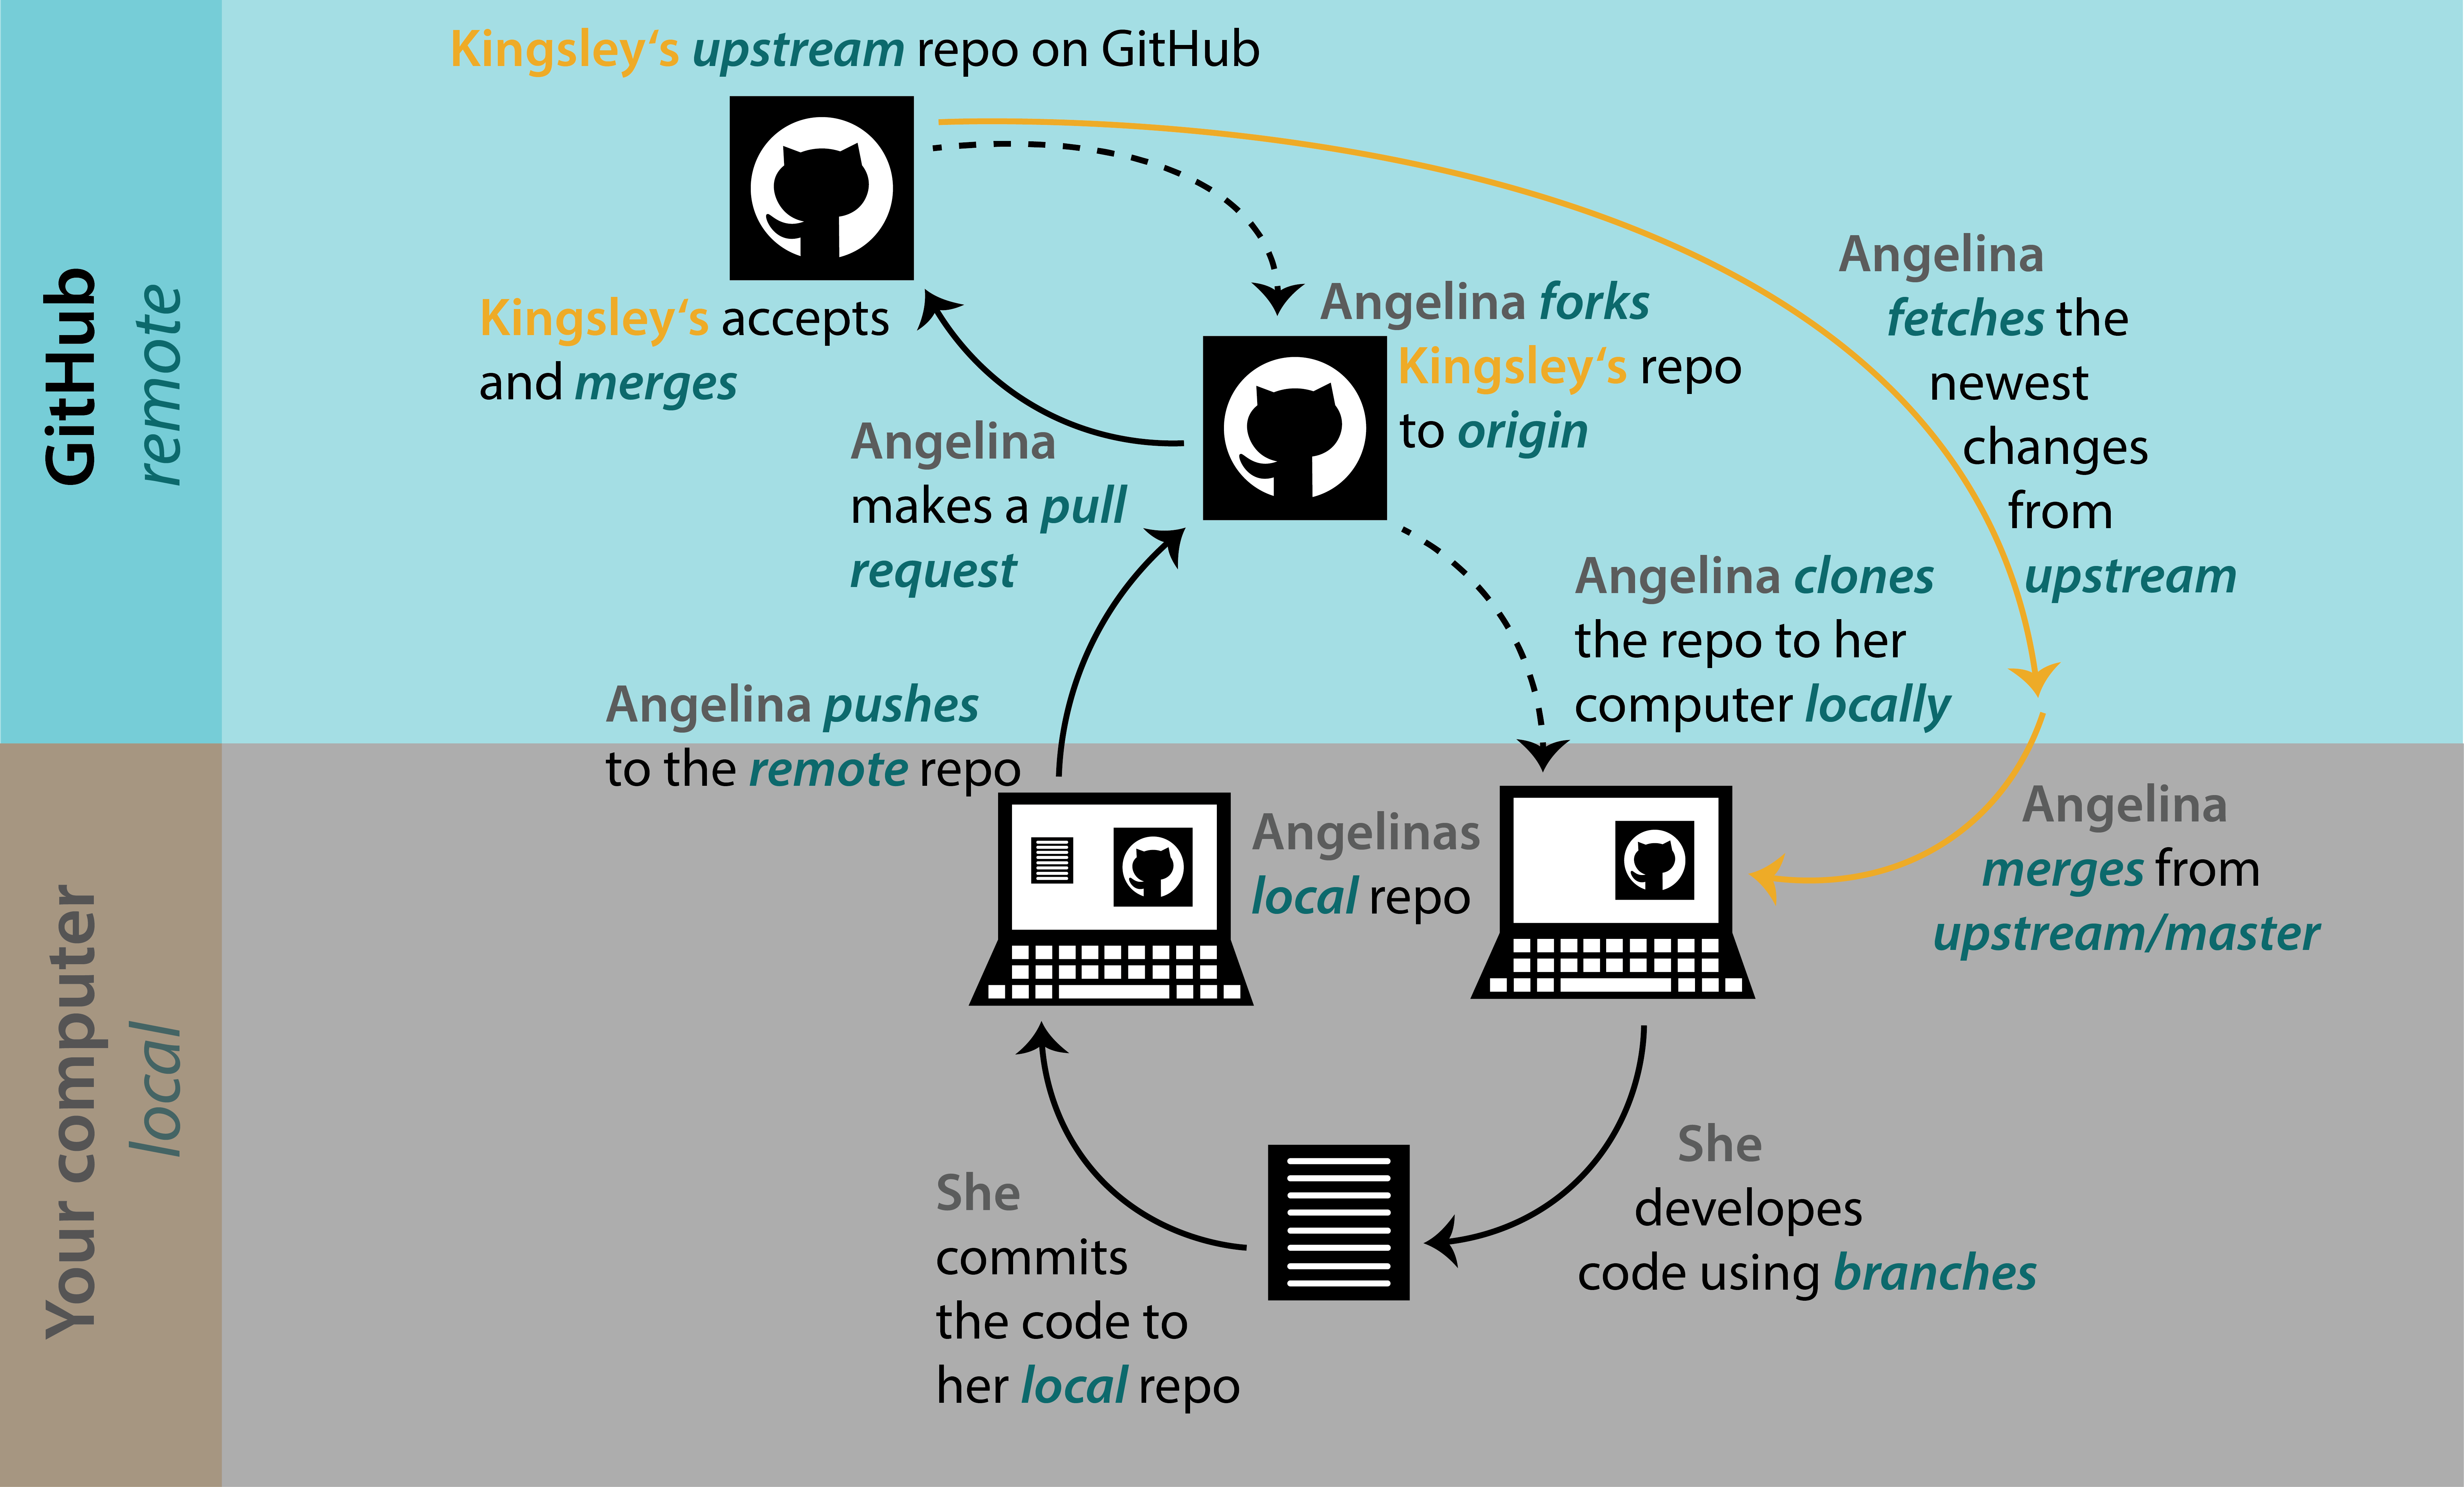 Kingsley‘s upstream repo on GitHub
GitHub
remote
Kingsley‘s accepts
and merges
Angelina forks
Kingsley‘s repo
to origin
Angelina
fetches the
newest
changes
from
upstream
Angelina
makes a pull
request
Angelina clones
the repo to her
computer locally
Angelina pushes
to the remote repo
Your computer
local
Angelinas
local repo
Angelina
merges from
upstream/master
She
developes
code using branches
She
commits
the code to
her local repo